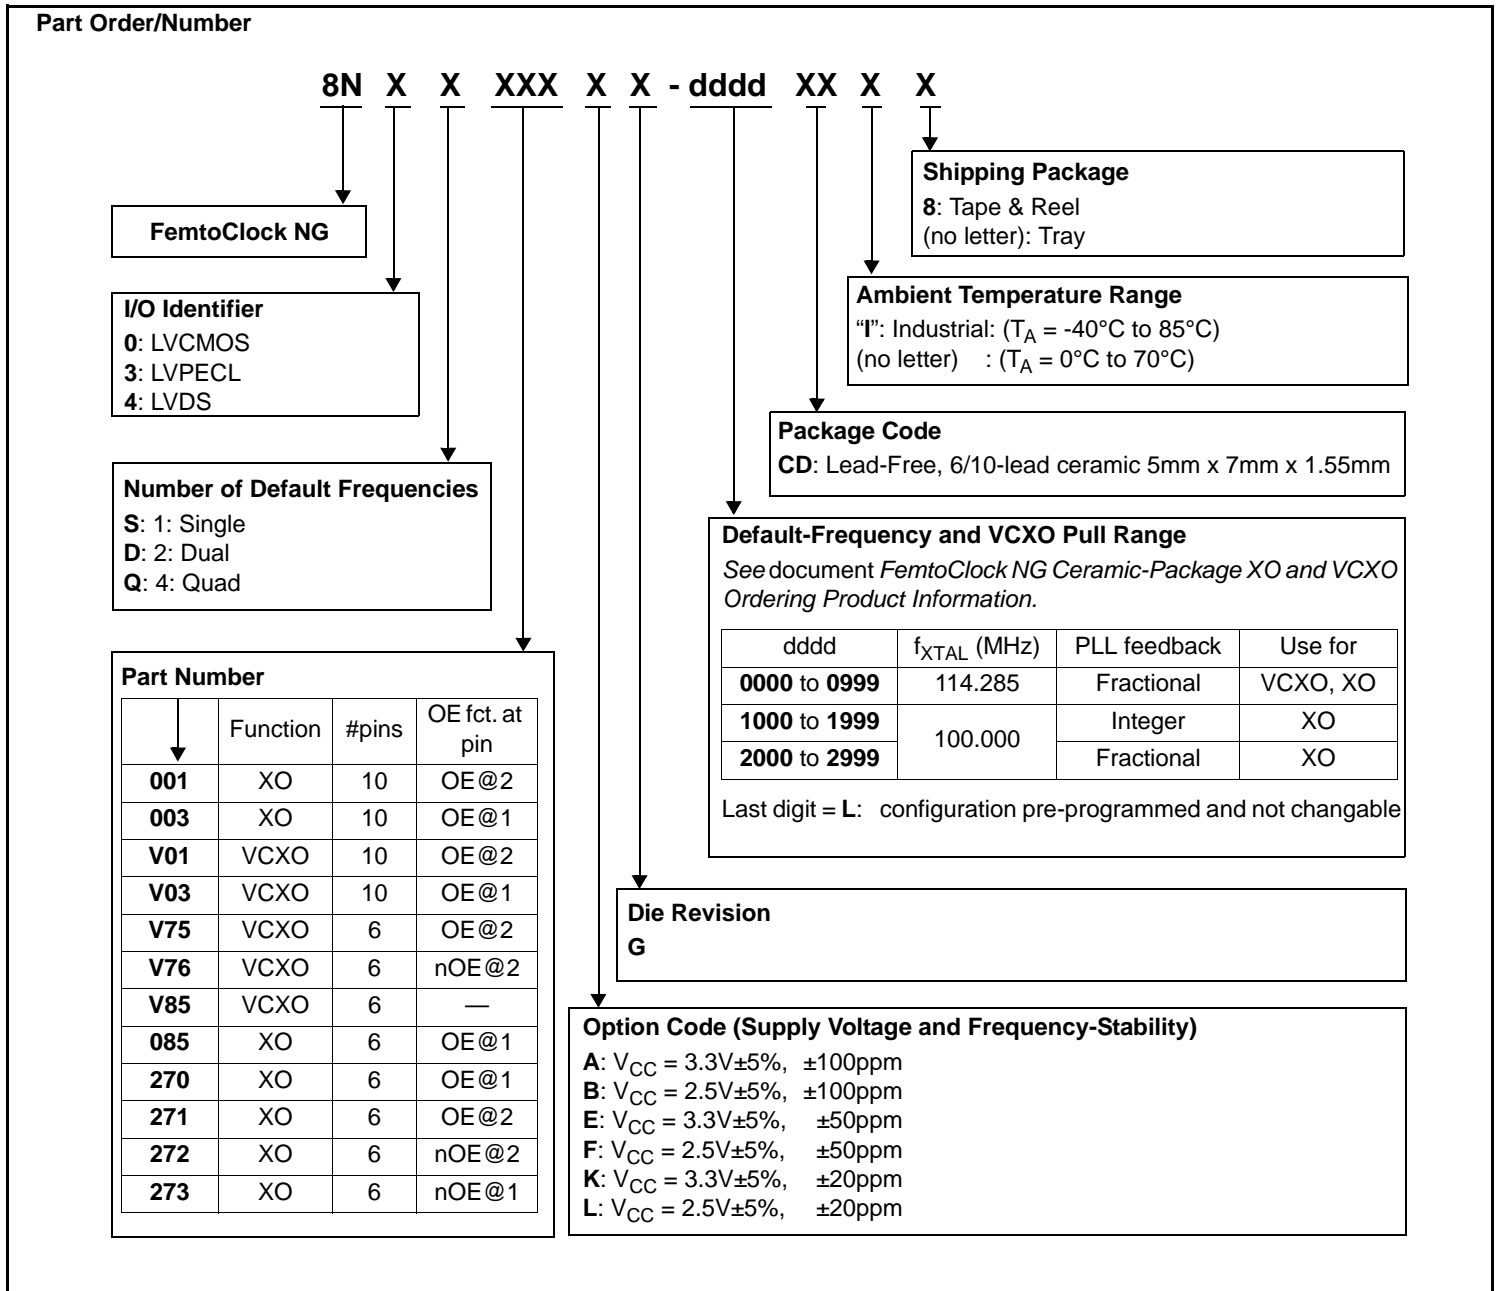 Part Order/Number
8N X X XXX X X - dddd XX X X
Shipping Package
8: Tape & Reel
(no letter): Tray
FemtoClock NG
Ambient Temperature Range
“I”: Industrial: (TA = -40°C to 85°C)
(no letter) : (TA = 0°C to 70°C)
I/O Identifier
0: LVCMOS
3: LVPECL
4: LVDS
Package Code
CD: Lead-Free, 6/10-lead ceramic 5mm x 7mm x 1.55mm
Number of Default Frequencies
S: 1: Single
D: 2: Dual
Q: 4: Quad
Default-Frequency and VCXO Pull Range
See document FemtoClock NG Ceramic-Package XO and VCXO
Ordering Product Information.
dddd fXTAL (MHz) PLL feedback Use for
0000 to 0999 114.285 Fractional VCXO, XO
1000 to 1999 100.000 Integer XO
2000 to 2999 Fractional XO
Last digit = L: configuration pre-programmed and not changable
Part Number
Function #pins OE fct. at
pin
001 XO 10 OE@2
003 XO 10 OE@1
V01 VCXO 10 OE@2
V03 VCXO 10 OE@1
V75 VCXO 6 OE@2
V76 VCXO 6 nOE@2
V85 VCXO 6 —
085 XO 6 OE@1
270 XO 6 OE@1
271 XO 6 OE@2
272 XO 6 nOE@2
273 XO 6 nOE@1
Die Revision
G
Option Code (Supply Voltage and Frequency-Stability)
A: VCC = 3.3V±5%, ±100ppm
B: VCC = 2.5V±5%, ±100ppm
E: VCC = 3.3V±5%, ±50ppm
F: VCC = 2.5V±5%, ±50ppm
K: VCC = 3.3V±5%, ±20ppm
L: VCC = 2.5V±5%, ±20ppm